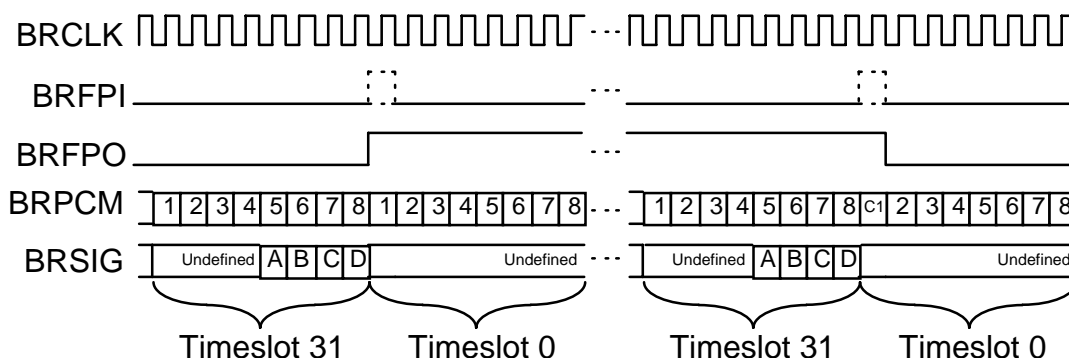 BRCLK
BRFPI
BRFPO
BRPCM 1 2 3 4 5 6 7 8 1 2 3 4 5 6 7 8 1 2 3 4 5 6 7 8 C1 2 3 4 5 6 7 8
BRSIG Undefined A B C D Undefined Undefined A B C D Undefined
Timeslot 31 Timeslot 0 Timeslot 31 Timeslot 0